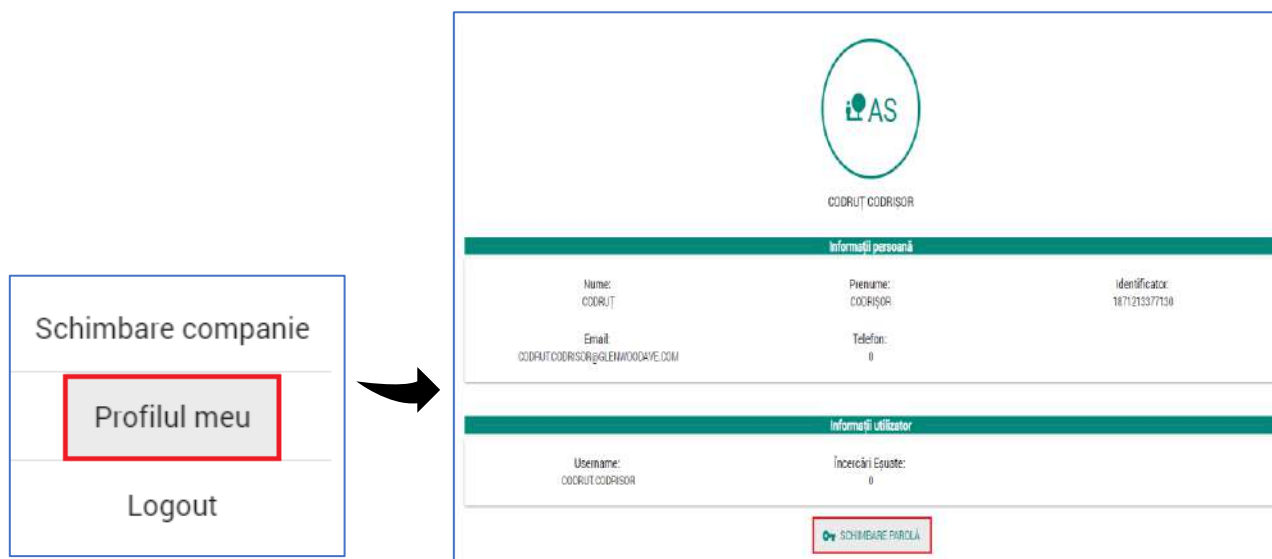 Schimbare companie
Profilul meu
Logout
AS
CODRUȚ CODRIȘOR
Informații persoană
Nume: Prenume: Identificator:
CODRUȚ CODRIȘOR 1871213377130
Email: Telefon:
CODRUT.CODRISOR@GLENWOODAVE.COM 0
Informații utilizator
Username: Încercări Eșuate:
CODRUT.CODRISOR 0
SCHIMBARE PAROLĂ